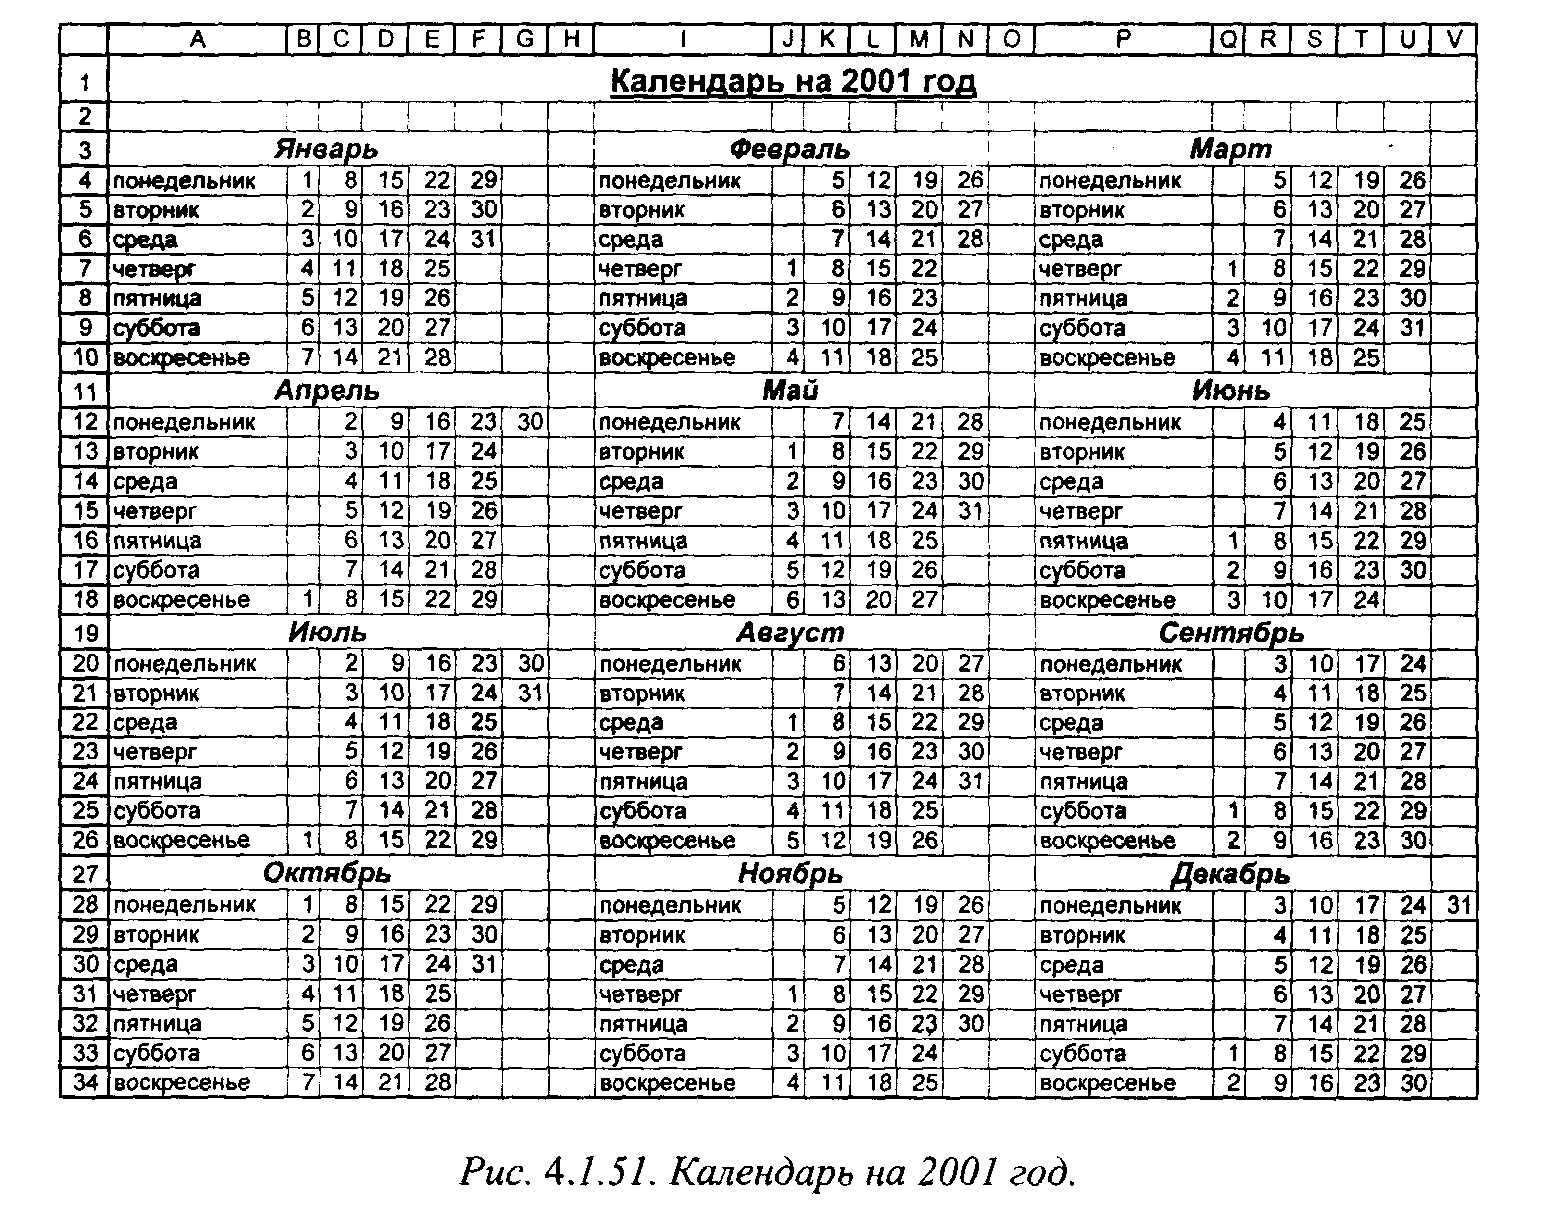 A B C D E F G H I J K L M N O P Q R S T U V
1 Календарь на 2001 год
2
3 Январь Февраль Март
4 понедельник 1 8 15 22 29 понедельник 5 12 19 26 понедельник 5 12 19 26
5 вторник 2 9 16 23 30 вторник 6 13 20 27 вторник 6 13 20 27
6 среда 3 10 17 24 31 среда 7 14 21 28 среда 7 14 21 28
7 четверг 4 11 18 25 четверг 1 8 15 22 четверг 1 8 15 22 29
8 пятница 5 12 19 26 пятница 2 9 16 23 пятница 2 9 16 23 30
9 суббота 6 13 20 27 суббота 3 10 17 24 суббота 3 10 17 24 31
10 воскресенье 7 14 21 28 воскресенье 4 11 18 25 воскресенье 4 11 18 25
11 Апрель Май Июнь
12 понедельник 2 9 16 23 30 понедельник 7 14 21 28 понедельник 4 11 18 25
13 вторник 3 10 17 24 вторник 1 8 15 22 29 вторник 5 12 19 26
14 среда 4 11 18 25 среда 2 9 16 23 30 среда 6 13 20 27
15 четверг 5 12 19 26 четверг 3 10 17 24 31 четверг 7 14 21 28
16 пятница 6 13 20 27 пятница 4 11 18 25 пятница 1 8 15 22 29
17 суббота 7 14 21 28 суббота 5 12 19 26 суббота 2 9 16 23 30
18 воскресенье 1 8 15 22 29 воскресенье 6 13 20 27 воскресенье 3 10 17 24
19 Июль Август Сентябрь
20 понедельник 2 9 16 23 30 понедельник 6 13 20 27 понедельник 3 10 17 24
21 вторник 3 10 17 24 31 вторник 7 14 21 28 вторник 4 11 18 25
22 среда 4 11 18 25 среда 1 8 15 22 29 среда 5 12 19 26
23 четверг 5 12 19 26 четверг 2 9 16 23 30 четверг 6 13 20 27
24 пятница 6 13 20 27 пятница 3 10 17 24 31 пятница 7 14 21 28
25 суббота 7 14 21 28 суббота 4 11 18 25 суббота 1 8 15 22 29
26 воскресенье 1 8 15 22 29 воскресенье 5 12 19 26 воскресенье 2 9 16 23 30
27 Октябрь Ноябрь Декабрь
28 понедельник 1 8 15 22 29 понедельник 5 12 19 26 понедельник 3 10 17 24 31
29 вторник 2 9 16 23 30 вторник 6 13 20 27 вторник 4 11 18 25
30 среда 3 10 17 24 31 среда 7 14 21 28 среда 5 12 19 26
31 четверг 4 11 18 25 четверг 1 8 15 22 29 четверг 6 13 20 27
32 пятница 5 12 19 26 пятница 2 9 16 23 30 пятница 7 14 21 28
33 суббота 6 13 20 27 суббота 3 10 17 24 суббота 1 8 15 22 29
34 воскресенье 7 14 21 28 воскресенье 4 11 18 25 воскресенье 2 9 16 23 30
Рис. 4.1.51. Календарь на 2001 год.